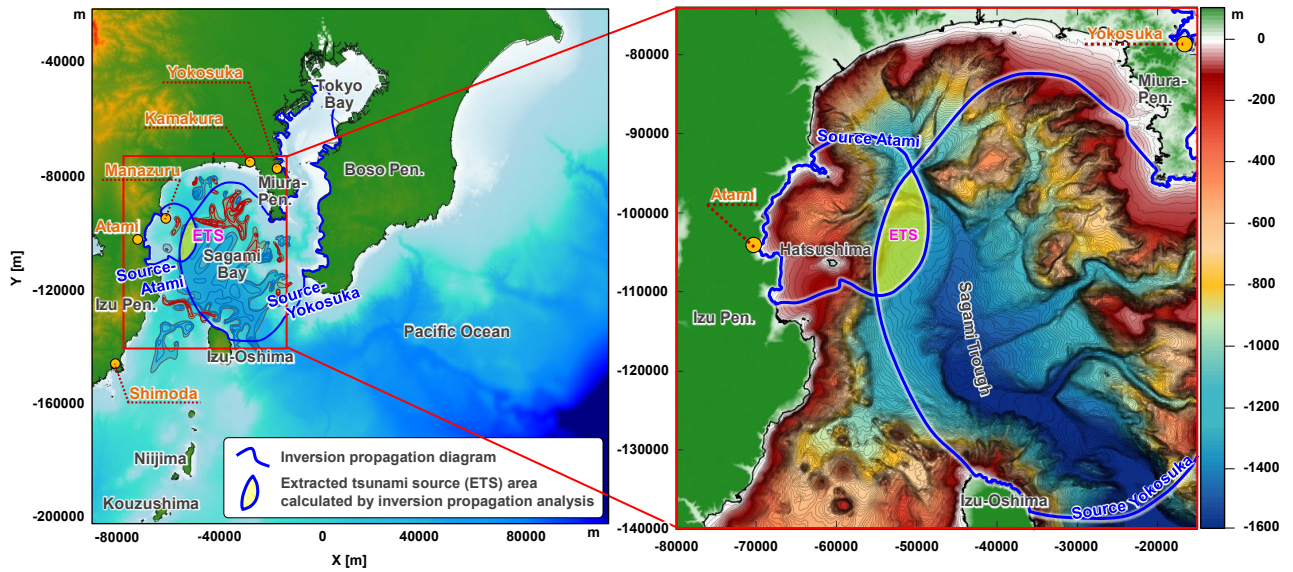 m
-40000
-80000
-120000
-160000
-200000
Y [m]
-80000
-40000
0
40000
80000
m
X [m]
Yokosuka
Kamakura
Manazuru
Atami
Shimoda
Tokyo
Bay
Boso Pen.
Miura-
Pen.
ETS
Sagami
Bay
Source-
Atami
Source-
Yokosuka
Izu Pen.
Izu-Oshima
Pacific Ocean
Niijima
Kouzushima
Inversion propagation diagram
Extracted tsunami source (ETS) area
calculated by inversion propagation analysis
-80000
-90000
-100000
-110000
-120000
-130000
-140000
-80000
-70000
-60000
-50000
-40000
-30000
-20000
Yokosuka
Miura-
Pen.
Source Atami
Atami
Hatsushima
ETS
Izu Pen.
Sagami Trough
Izu-Oshima
Source Yokosuka
m
0
-200
-400
-600
-800
-1000
-1200
-1400
-1600